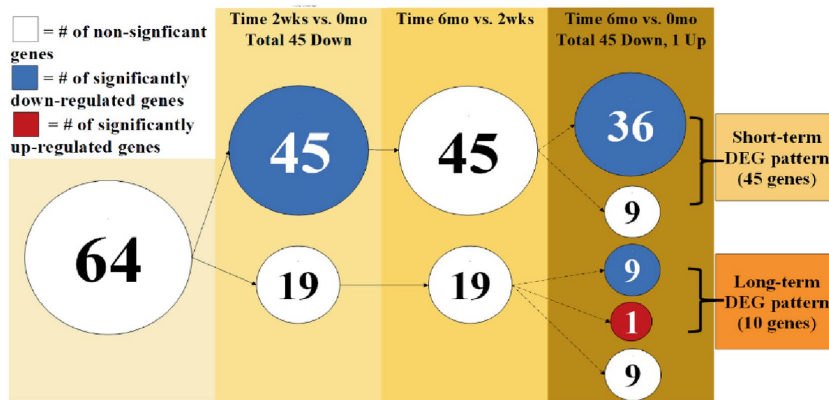 = # of non-signficant
genes
= # of significantly
down-regulated genes
= # of significantly
up-regulated genes
Time 2wks vs. 0mo
Total 45 Down
Time 6mo vs. 2wks
Time 6mo vs. 0mo
Total 45 Down, 1 Up
64
45
19
45
19
36
9
9
1
9
Short-term
DEG pattern
(45 genes)
Long-term
DEG pattern
(10 genes)